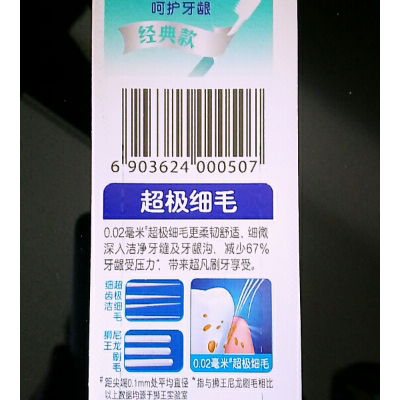 呵护牙龈
经典款
6 903624 000507
超极细毛
0.02毫米#超极细毛更柔韧舒适，细微
深入洁净牙缝及牙龈沟，减少67%
牙龈受压力*，带来超凡刷牙享受。
细齿洁
超极细毛
狮王
尼龙刷毛
0.02毫米#超极细毛
#距尖端0.1mm处平均直径 *指与狮王尼龙刷毛相比
以上数据均源于狮王实验室